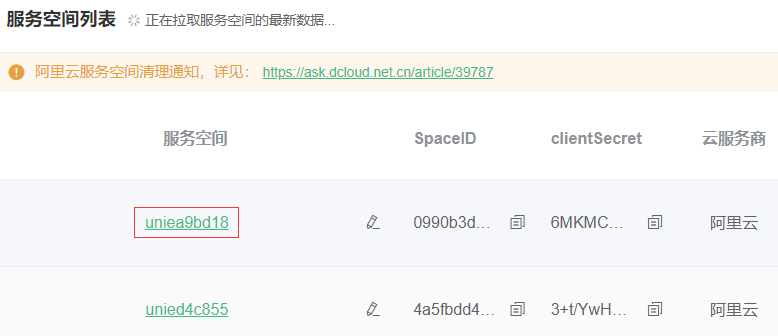 服务空间列表 正在拉取服务空间的最新数据...
阿里云服务空间清理通知，详见： https://ask.dcloud.net.cn/article/39787
服务空间 SpaceID clientSecret 云服务商
uniea9bd18 0990b3d... 6MKMC... 阿里云
unied4c855 4a5fbdd4... 3+t/YwH... 阿里云